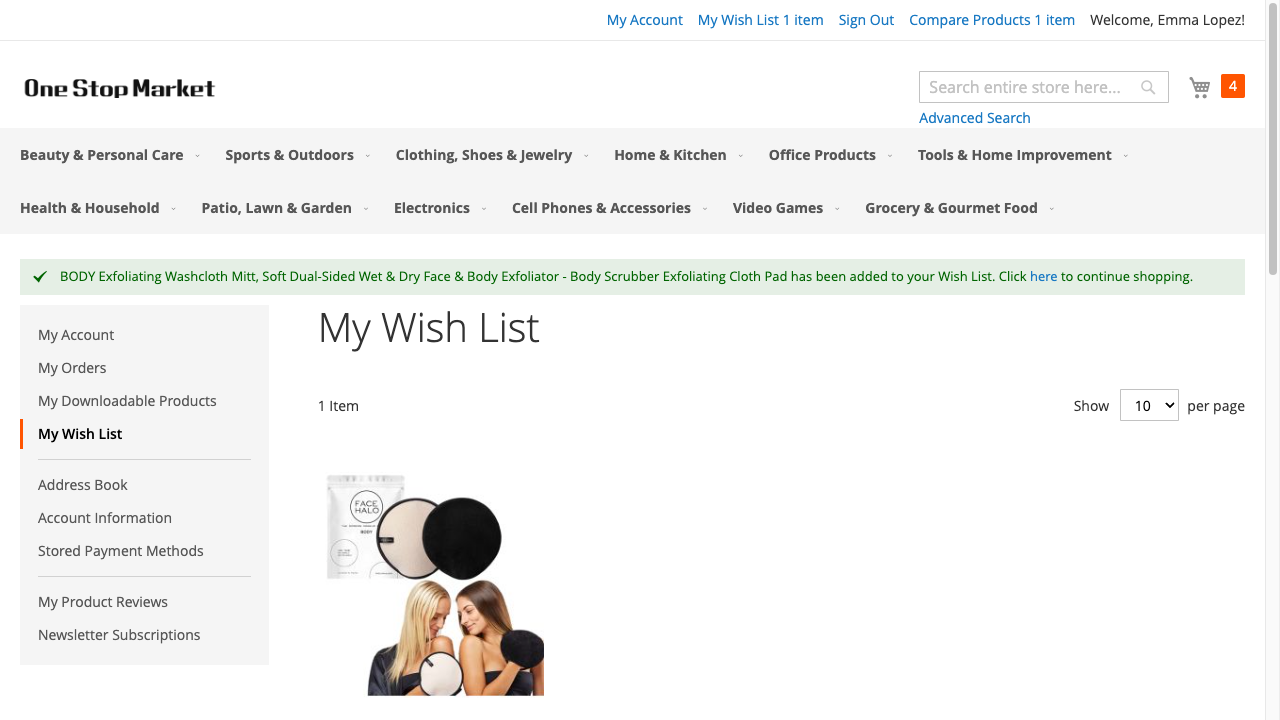 My Account My Wish List 1 item Sign Out Compare Products 1 item Welcome, Emma Lopez!
One Stop Market
Search entire store here...
4
Advanced Search
Beauty & Personal Care Sports & Outdoors Clothing, Shoes & Jewelry Home & Kitchen Office Products Tools & Home Improvement
Health & Household Patio, Lawn & Garden Electronics Cell Phones & Accessories Video Games Grocery & Gourmet Food
BODY Exfoliating Washcloth Mitt, Soft Dual-Sided Wet & Dry Face & Body Exfoliator - Body Scrubber Exfoliating Cloth Pad has been added to your Wish List. Click here to continue shopping.
My Account
My Orders
My Downloadable Products
My Wish List
Address Book
Account Information
Stored Payment Methods
My Product Reviews
Newsletter Subscriptions
My Wish List
1 Item
Show 10 per page
FACE
HALO
BODY